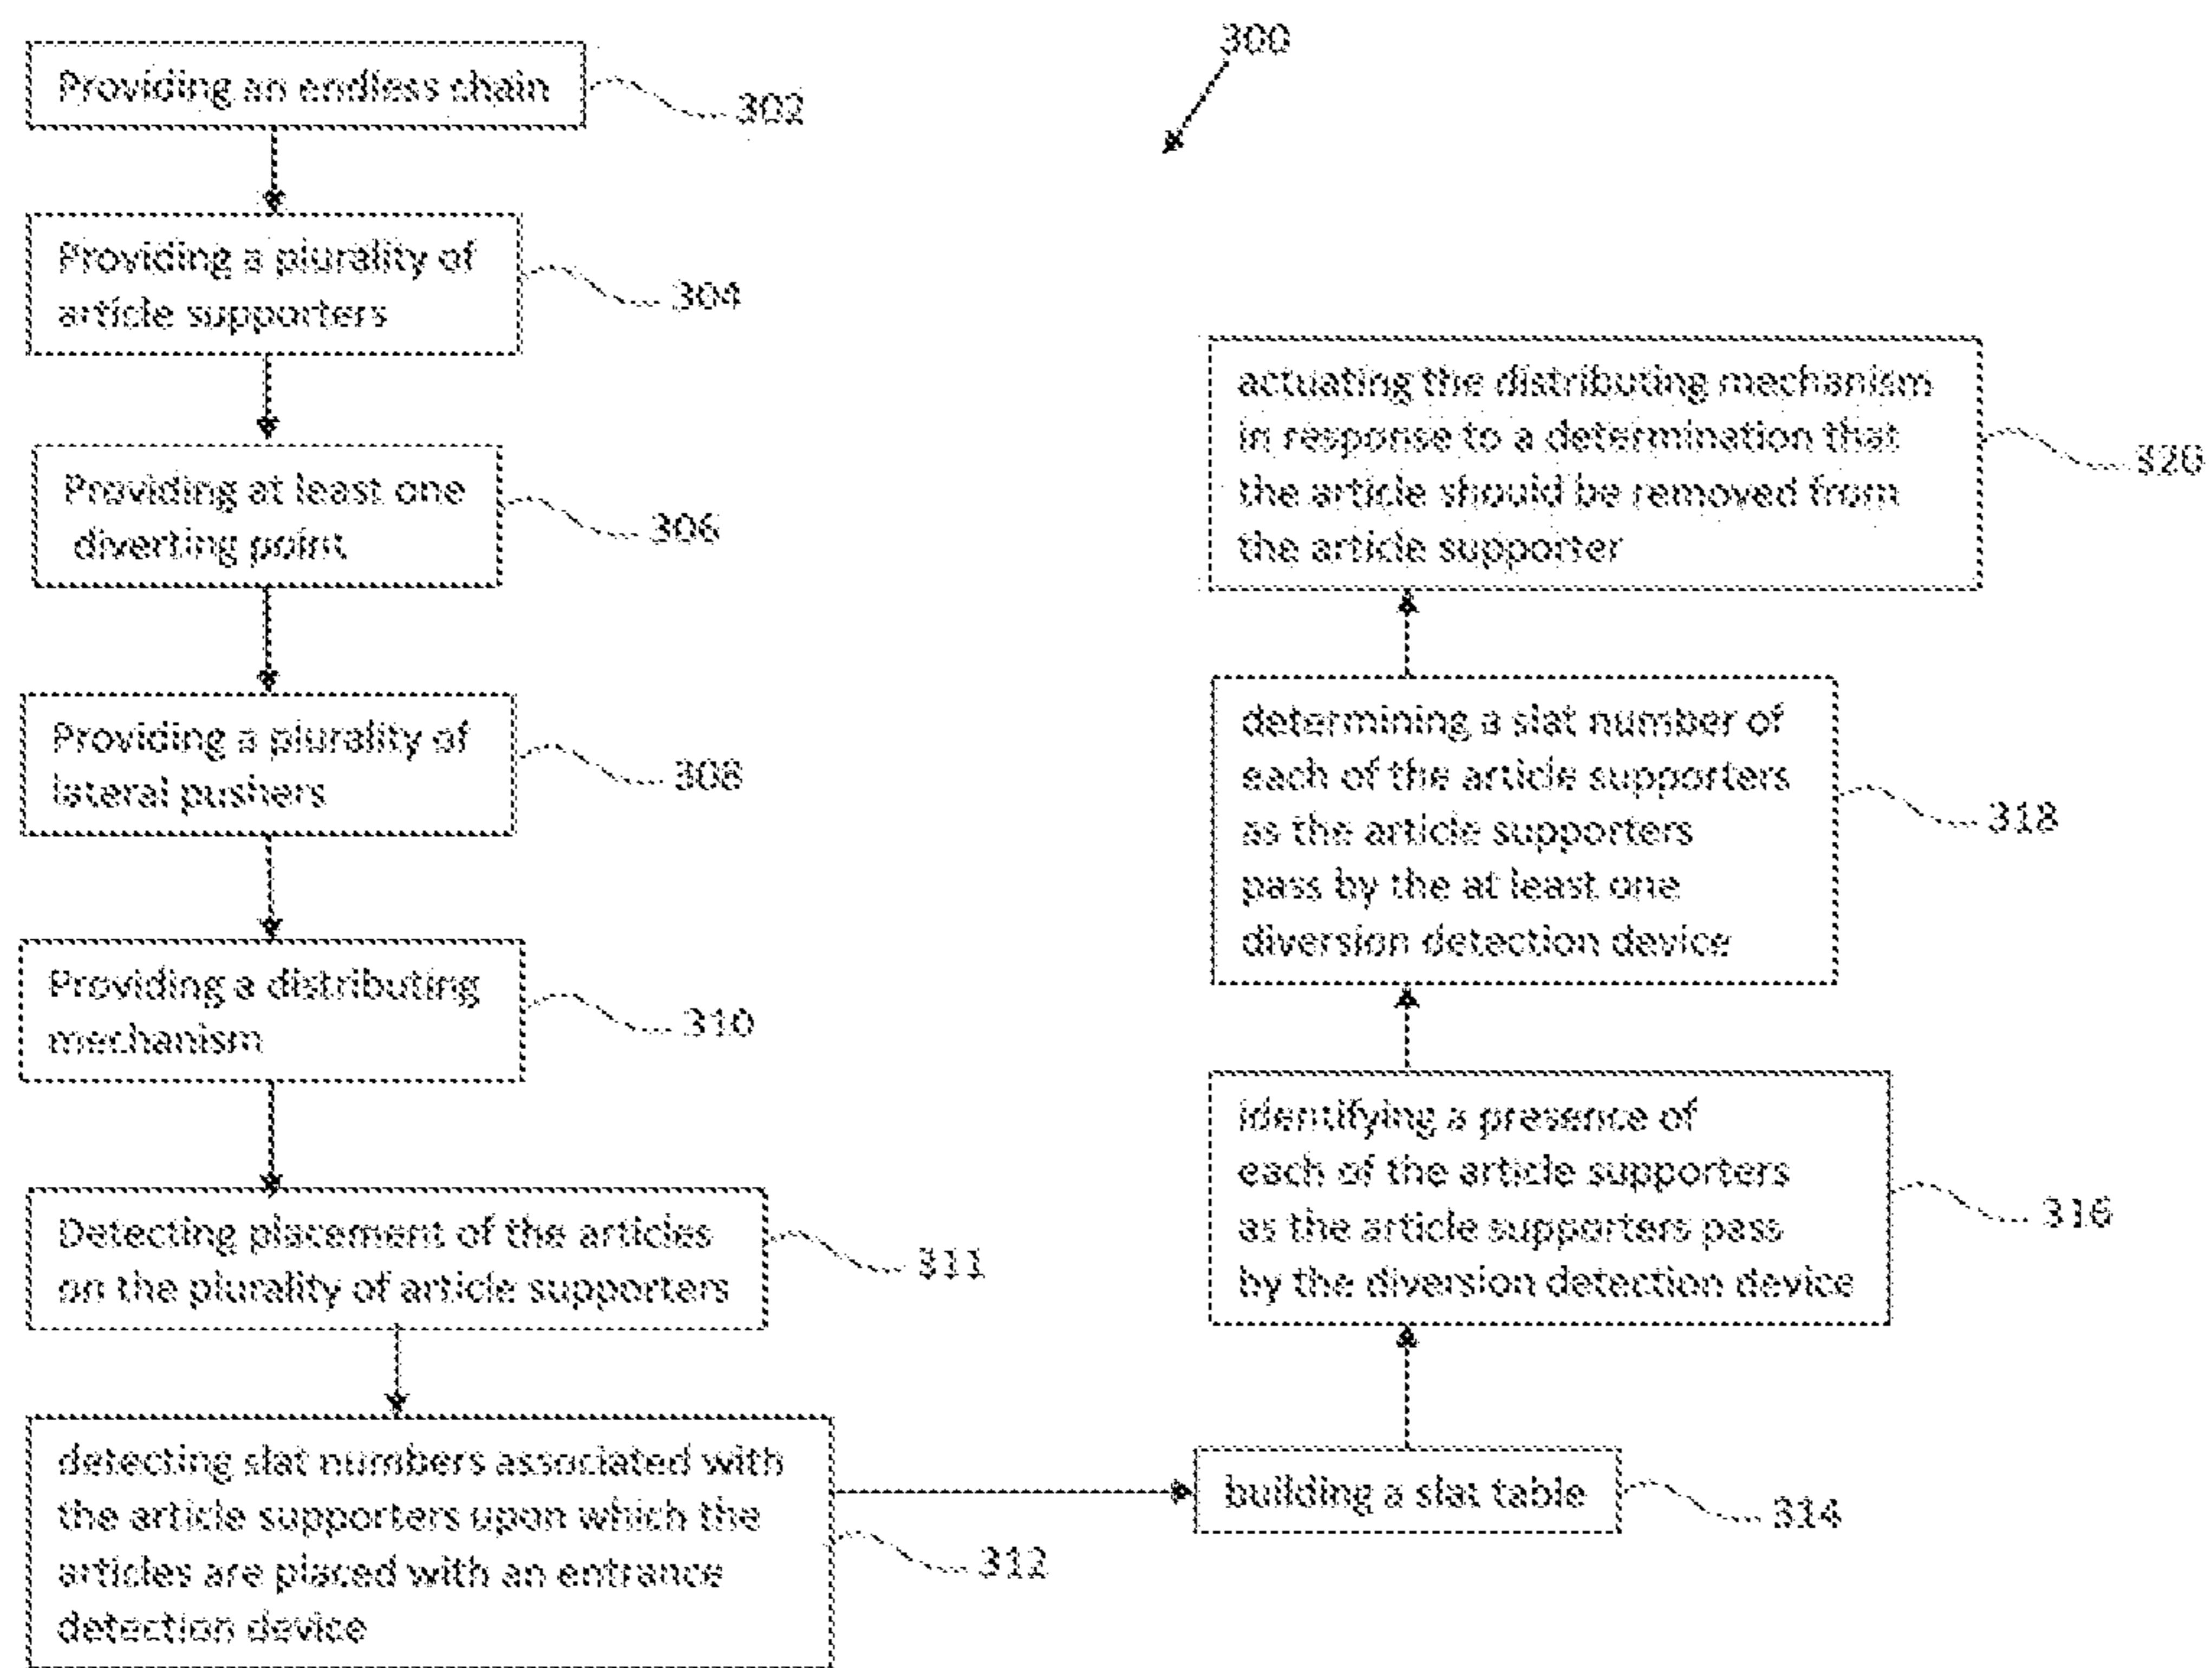 300
Providing an endless chain
302
Providing a plurality of
article supporters
304
Providing at least one
diverting point
306
Providing a plurality of
lateral pushers
308
Providing a distributing
mechanism
310
Detecting placement of the articles
on the plurality of article supporters
311
detecting slat numbers associated with
the article supporters upon which the
articles are placed with an entrance
detection device
312
building a slat table
314
identifying a presence of
each of the article supporters
as the article supporters pass
by the diversion detection device
316
determining a slat number of
each of the article supporters
as the article supporters
pass by the at least one
diversion detection device
318
actuating the distributing mechanism
in response to a determination that
the article should be removed from
the article supporter
320